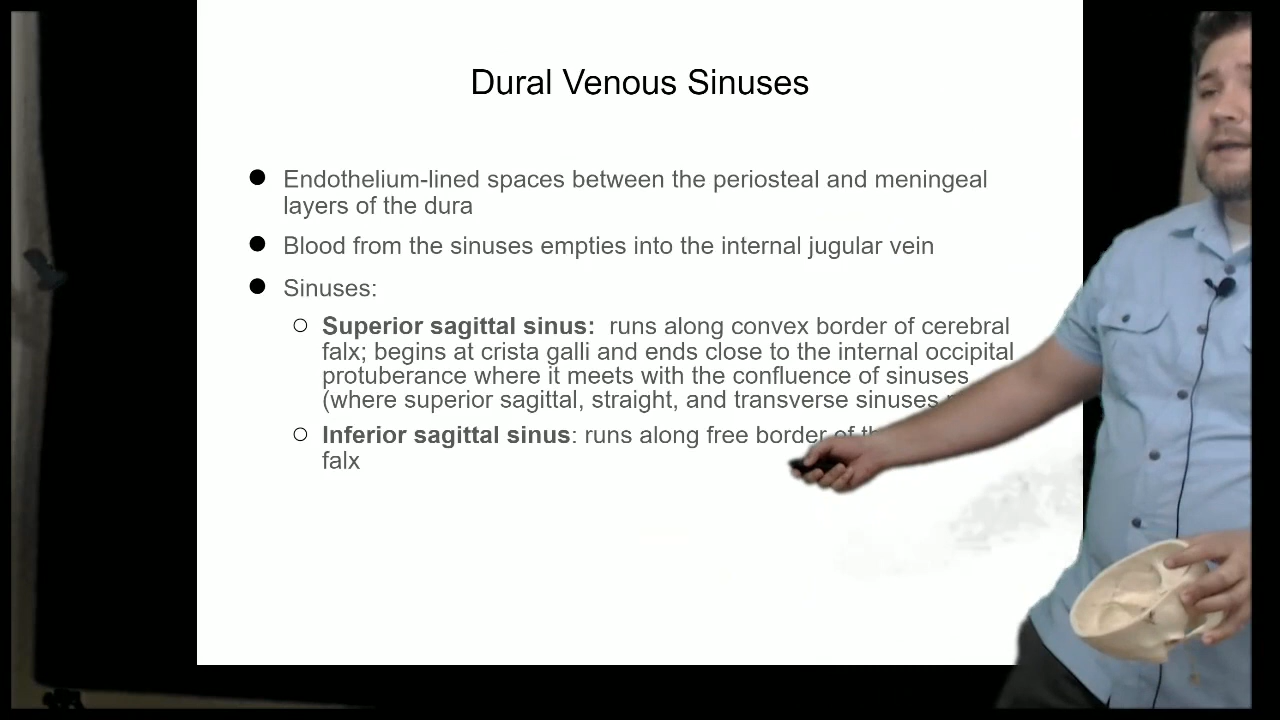 Dural Venous Sinuses
Endothelium-lined spaces between the periosteal and meningeal
layers of the dura
Blood from the sinuses empties into the internal jugular vein
Sinuses:
Superior sagittal sinus: runs along convex border of cerebral
falx; begins at crista galli and ends close to the internal occipital
protuberance where it meets with the confluence of sinuses
(where superior sagittal, straight, and transverse sinuses
Inferior sagittal sinus: runs along free border of
falx